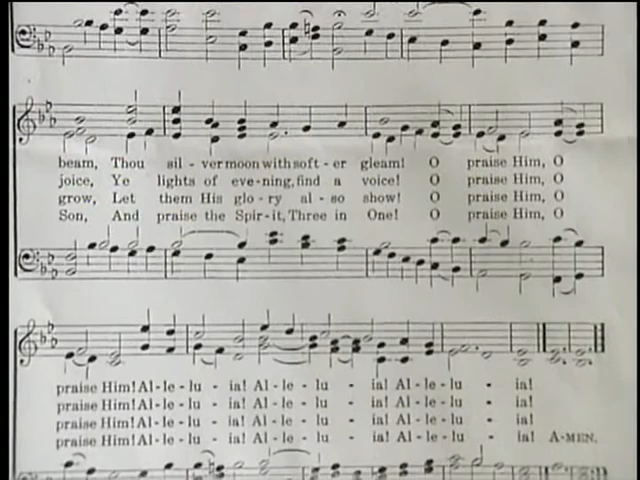 beam, Thou sil - ver moon with soft - er gleam! O praise Him, O
joice, Ye lights of eve - ning, find a voice! O praise Him, O
grow, Let them His glo - ry al - so show! O praise Him, O
Son, And praise the Spir - it, Three in One! O praise Him, O
praise Him! Al - le - lu - ia! Al - le - lu - ia! Al - le - lu - ia!
praise Him! Al - le - lu - ia! Al - le - lu - ia! Al - le - lu - ia!
praise Him! Al - le - lu - ia! Al - le - lu - ia! Al - le - lu - ia!
praise Him! Al - le - lu - ia! Al - le - lu - ia! Al - le - lu - ia! A-MEN.